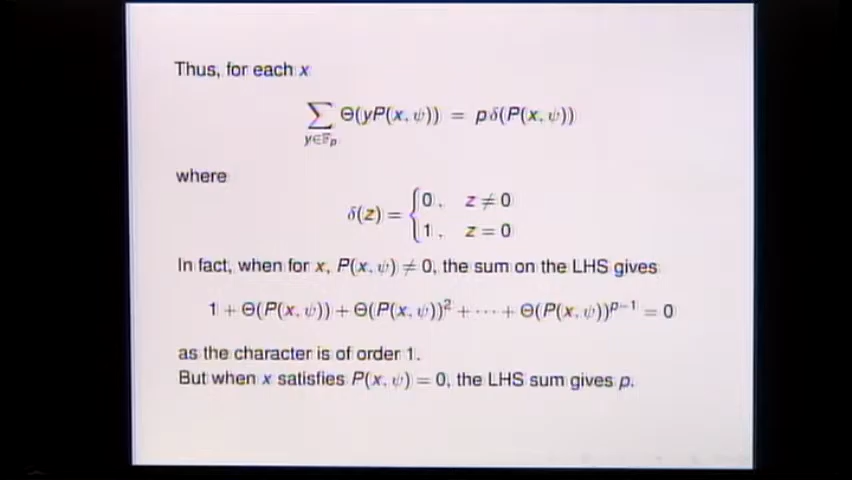 Thus, for each x
∑_{y∈𝔽_p} Θ(yP(x, ψ)) = p δ(P(x, ψ))
where
δ(z) = { 0, z ≠ 0
1, z = 0
In fact, when for x, P(x, ψ) ≠ 0, the sum on the LHS gives
1 + Θ(P(x, ψ)) + Θ(P(x, ψ))² + ··· + Θ(P(x, ψ))^{p−1} = 0
as the character is of order 1.
But when x satisfies P(x, ψ) = 0, the LHS sum gives p.